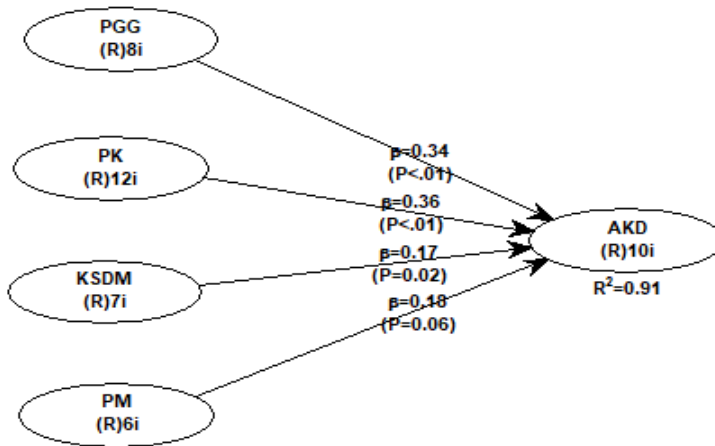 PGG
(R)8i
β=0.34
(P<.01)
PK
(R)12i
β=0.36
(P<.01)
AKD
(R)10i
R²=0.91
KSDM
(R)7i
β=0.17
(P=0.02)
β=0.18
(P=0.06)
PM
(R)6i